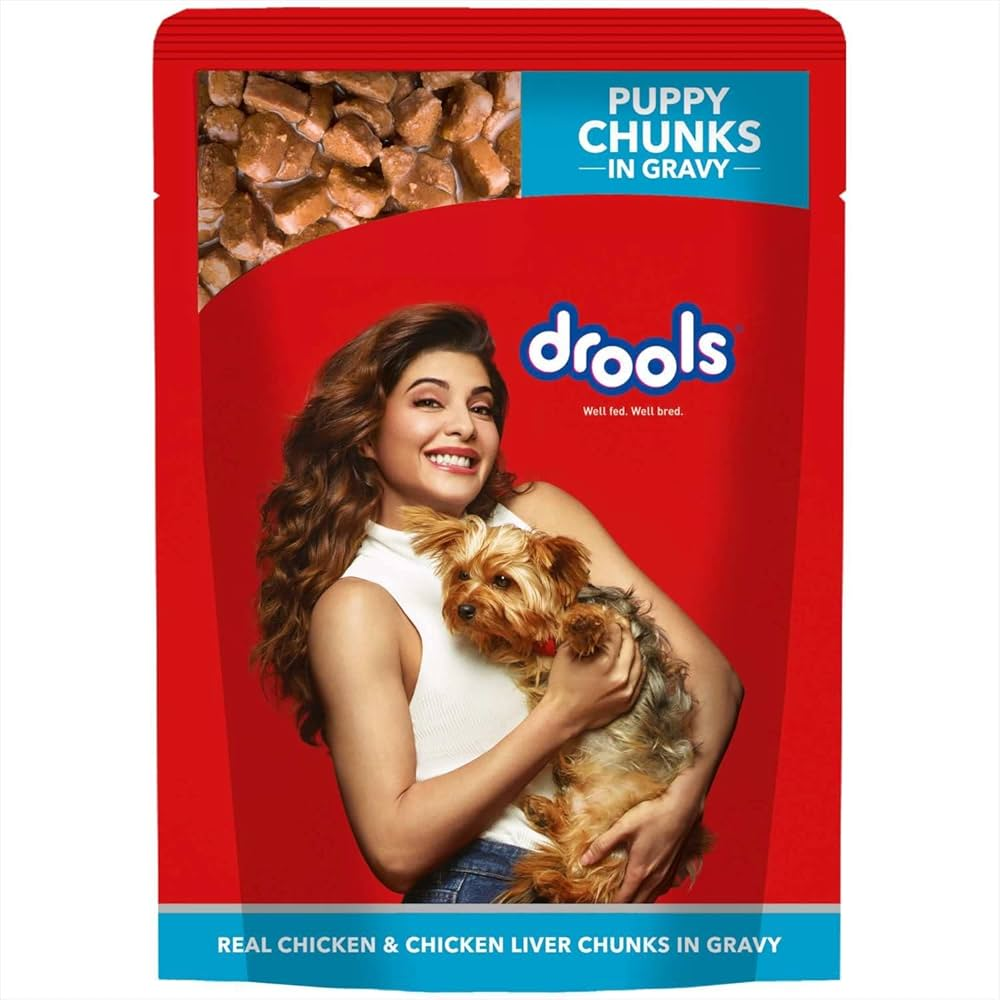 PUPPY
CHUNKS
IN GRAVY
drools
Well fed. Well bred.
REAL CHICKEN & CHICKEN LIVER CHUNKS IN GRAVY